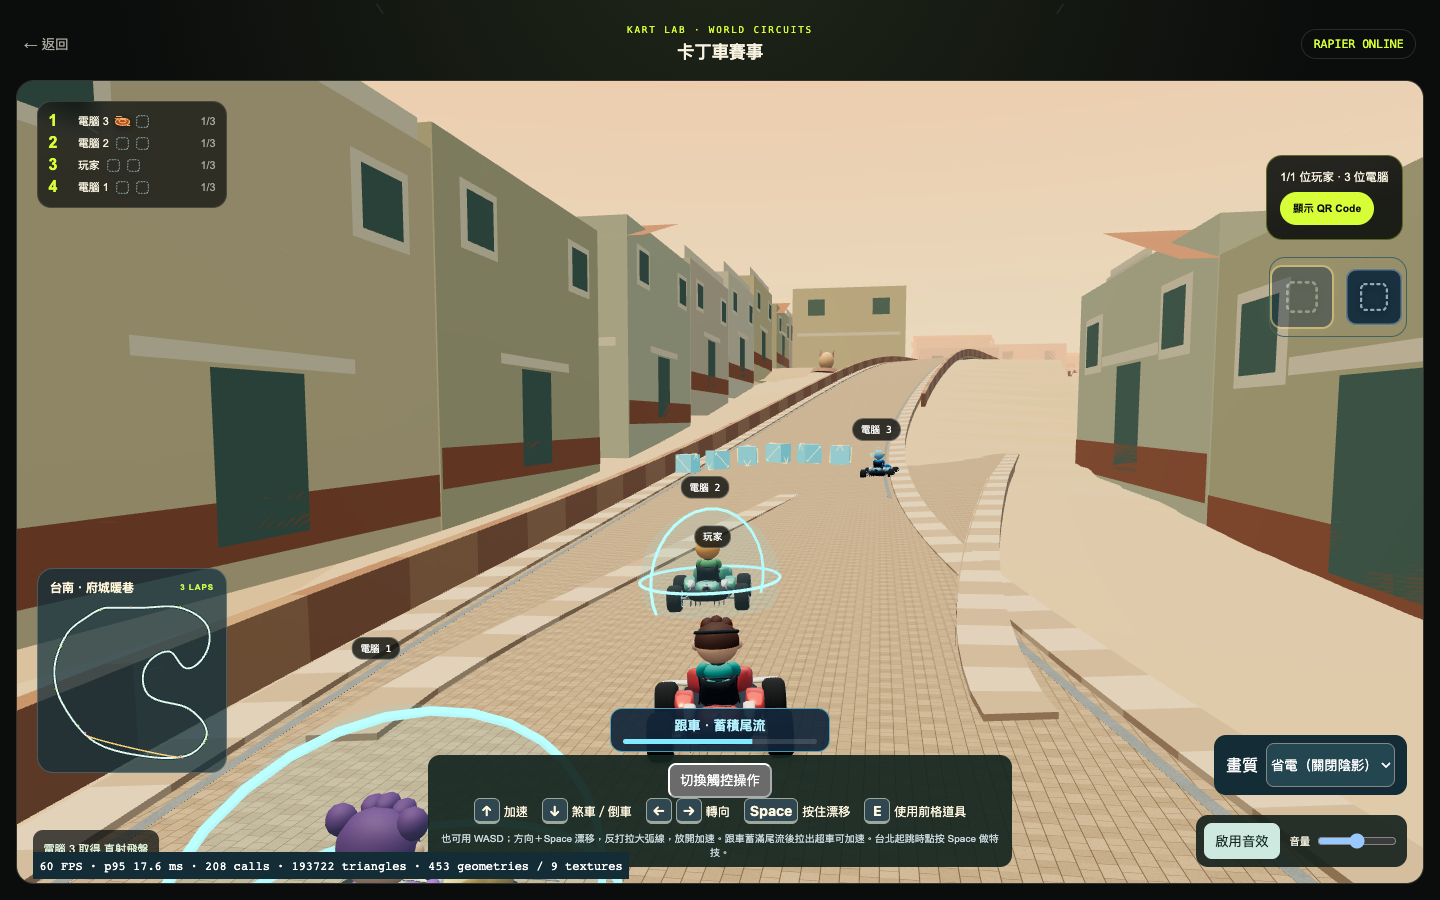 ← 返回
KART LAB · WORLD CIRCUITS
卡丁車賽事
RAPIER ONLINE
1 電腦 3 1/3
2 電腦 2 1/3
3 玩家 1/3
4 電腦 1 1/3
1/1 位玩家 · 3 位電腦
顯示 QR Code
電腦 3
電腦 2
玩家
電腦 1
台南 · 府城暖巷 3 LAPS
跟車 · 蓄積尾流
切換觸控操作
↑ 加速 ↓ 煞車 / 倒車 ← → 轉向 Space 按住漂移 E 使用前格道具
也可用 WASD；方向＋Space 漂移，反打拉大弧線，放開加速。跟車蓄滿尾流後拉出超車可加速。台北起跳時點按 Space 做特
技。
畫質 省電（關閉陰影）
啟用音效 音量
電腦 3 取得 直射飛盤
60 FPS · p95 17.6 ms · 208 calls · 193722 triangles · 453 geometries / 9 textures